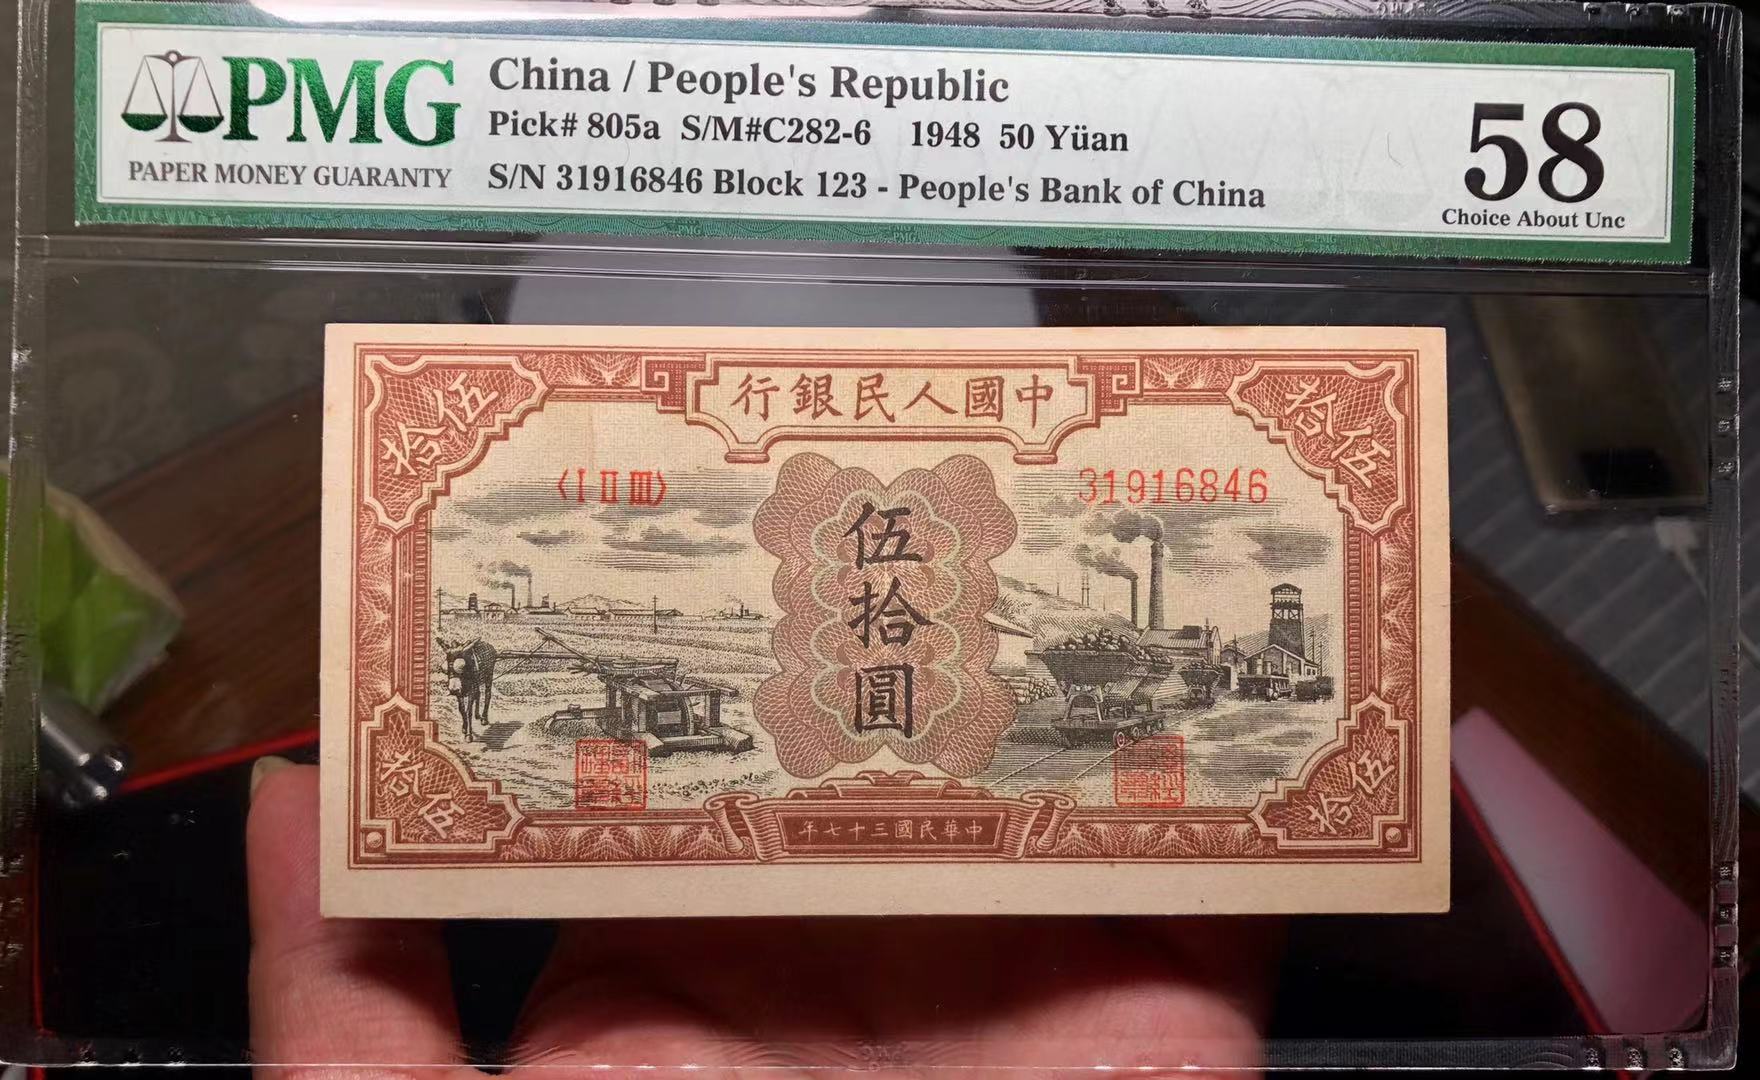 PMG
PAPER MONEY GUARANTY
China / People's Republic
Pick# 805a S/M#C282-6 1948 50 Yüan
S/N 31916846 Block 123 - People's Bank of China
58
Choice About Unc
行銀民人國中
拾伍
拾伍
〈I II III〉
31916846
伍
拾
圓
拾伍
拾伍
年七十三國民華中